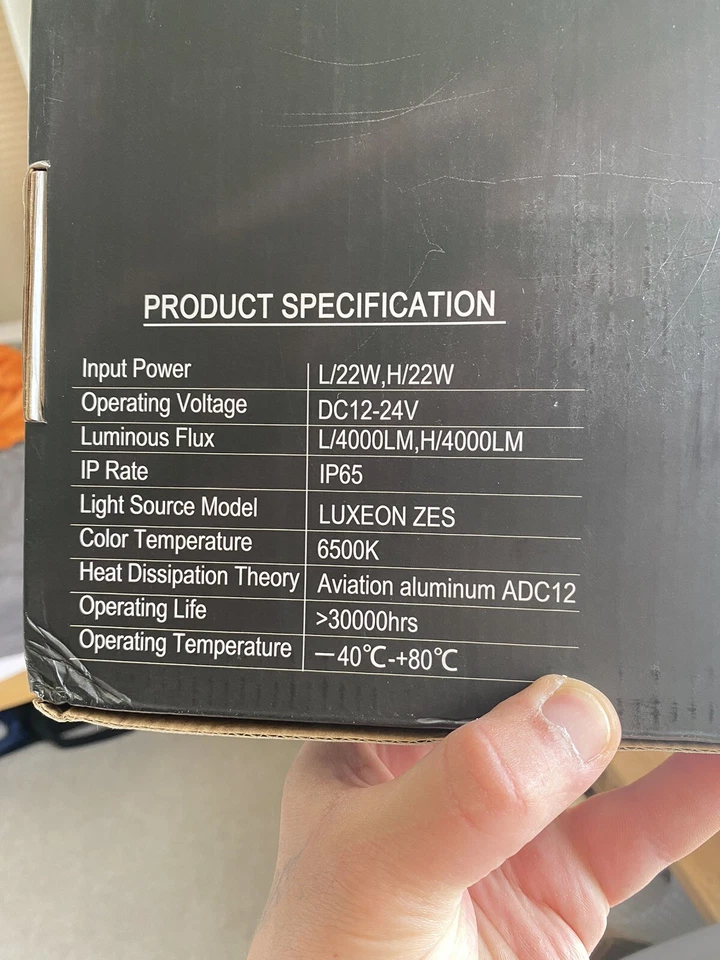 PRODUCT SPECIFICATION
Input Power L/22W,H/22W
Operating Voltage DC12-24V
Luminous Flux L/4000LM,H/4000LM
IP Rate IP65
Light Source Model LUXEON ZES
Color Temperature 6500K
Heat Dissipation Theory Aviation aluminum ADC12
Operating Life >30000hrs
Operating Temperature —40℃-+80℃